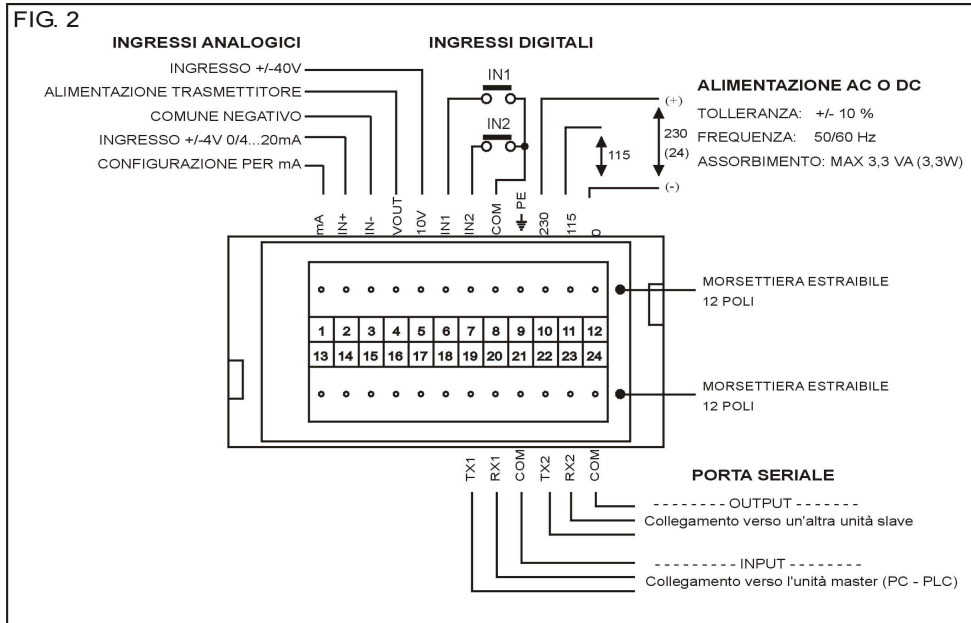 FIG. 2
INGRESSI ANALOGICI
INGRESSO +/-40V
ALIMENTAZIONE TRASMETTITORE
COMUNE NEGATIVO
INGRESSO +/-4V 0/4...20mA
CONFIGURAZIONE PER mA
INGRESSI DIGITALI
IN1
IN2
ALIMENTAZIONE AC O DC
TOLLERANZA: +/- 10 %
FREQUENZA: 50/60 Hz
ASSORBIMENTO: MAX 3,3 VA (3,3W)
(+)
230
(24)
115
(-)
mA IN+ IN- VOUT 10V IN1 IN2 COM PE 230 115 0
MORSETTIERA ESTRAIBILE
12 POLI
1 2 3 4 5 6 7 8 9 10 11 12
13 14 15 16 17 18 19 20 21 22 23 24
MORSETTIERA ESTRAIBILE
12 POLI
TX1 RX1 COM TX2 RX2 COM
PORTA SERIALE
- - - - - - - - OUTPUT - - - - - - -
Collegamento verso un'altra unità slave
- - - - - - - - - INPUT - - - - - - - -
Collegamento verso l'unità master (PC - PLC)